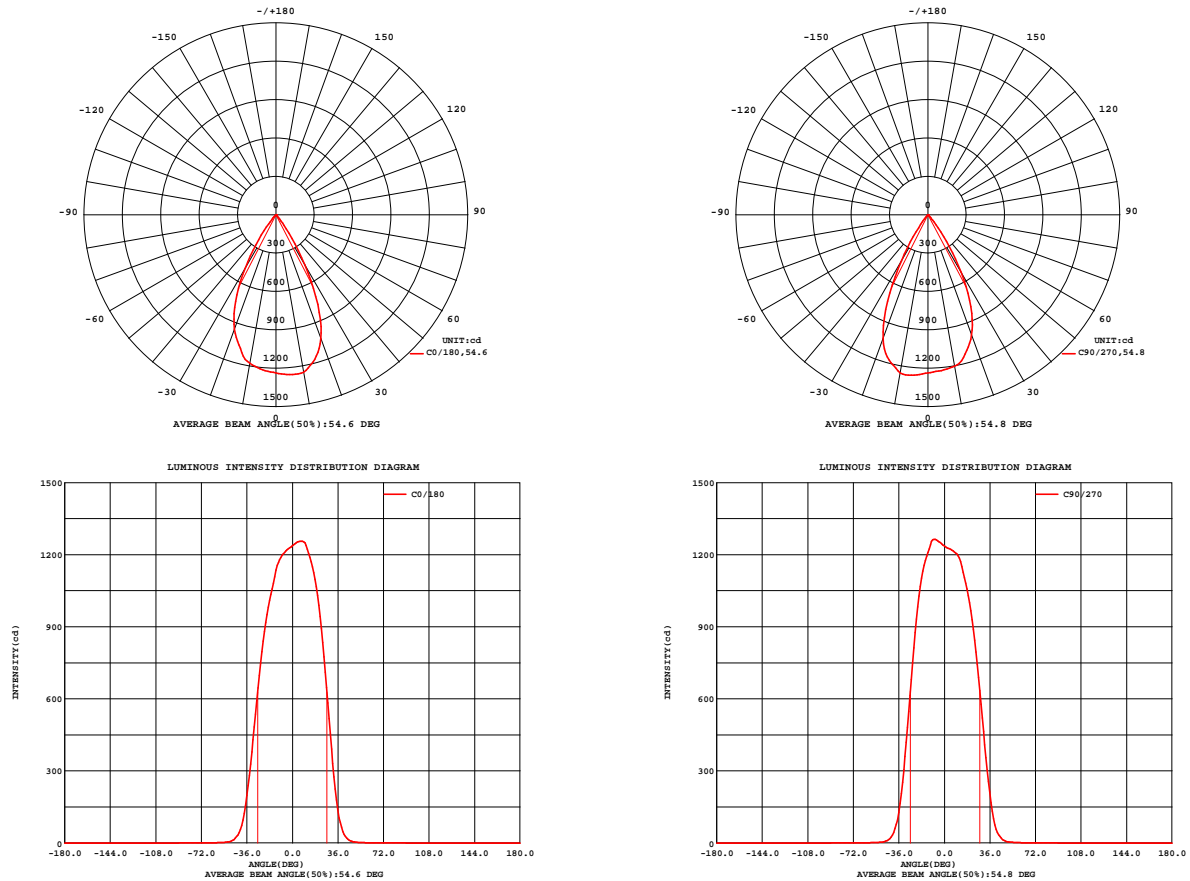 -/+180
-150
150
-120
120
-90
90
-60
60
-30
30
0
0
300
600
900
1200
1500
UNIT:cd
C0/180,54.6
AVERAGE BEAM ANGLE(50%):54.6 DEG
-/+180
-150
150
-120
120
-90
90
-60
60
-30
30
0
0
300
600
900
1200
1500
UNIT:cd
C90/270,54.8
AVERAGE BEAM ANGLE(50%):54.8 DEG
LUMINOUS INTENSITY DISTRIBUTION DIAGRAM
C0/180
INTENSITY(cd)
1500
1200
900
600
300
0
-180.0 -144.0 -108.0 -72.0 -36.0 0.0 36.0 72.0 108.0 144.0 180.0
ANGLE(DEG)
AVERAGE BEAM ANGLE(50%):54.6 DEG
LUMINOUS INTENSITY DISTRIBUTION DIAGRAM
C90/270
INTENSITY(cd)
1500
1200
900
600
300
0
-180.0 -144.0 -108.0 -72.0 -36.0 0.0 36.0 72.0 108.0 144.0 180.0
ANGLE(DEG)
AVERAGE BEAM ANGLE(50%):54.8 DEG